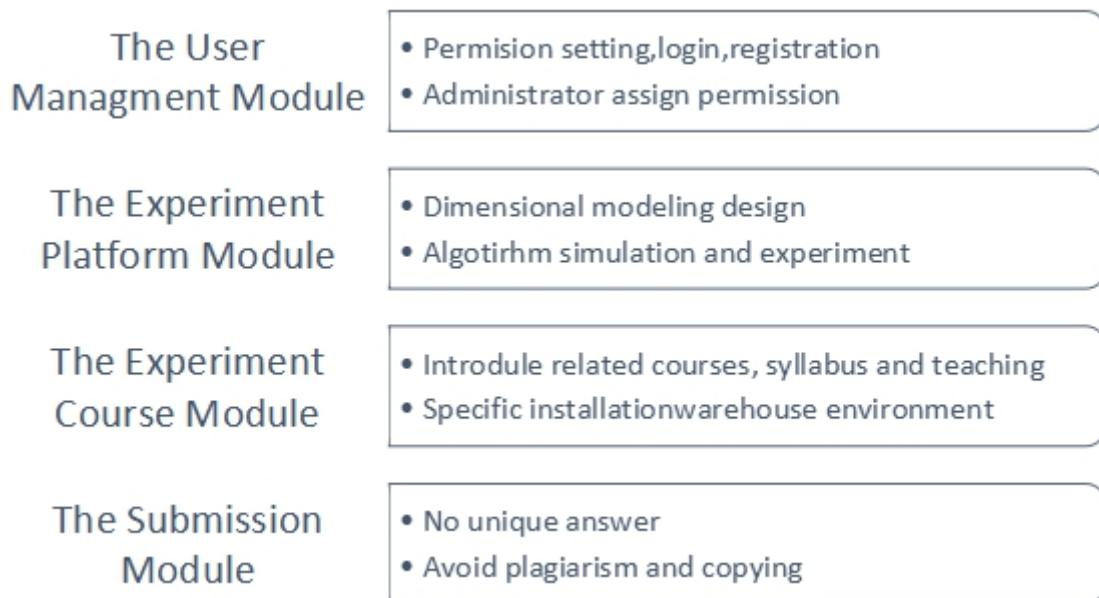 The User
Managment Module
• Permision setting,login,registration
• Administrator assign permission
The Experiment
Platform Module
• Dimensional modeling design
• Algotirhm simulation and experiment
The Experiment
Course Module
• Introdule related courses, syllabus and teaching
• Specific installationwarehouse environment
The Submission
Module
• No unique answer
• Avoid plagiarism and copying